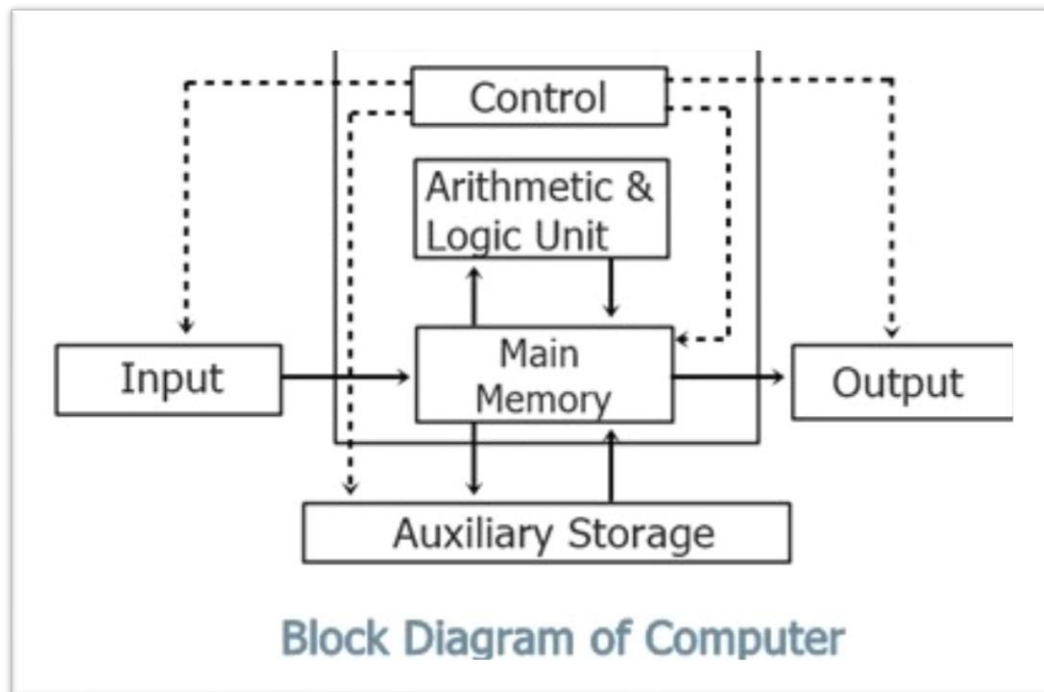 Control
Arithmetic &
Logic Unit
Main
Memory
Input
Output
Auxiliary Storage
Block Diagram of Computer